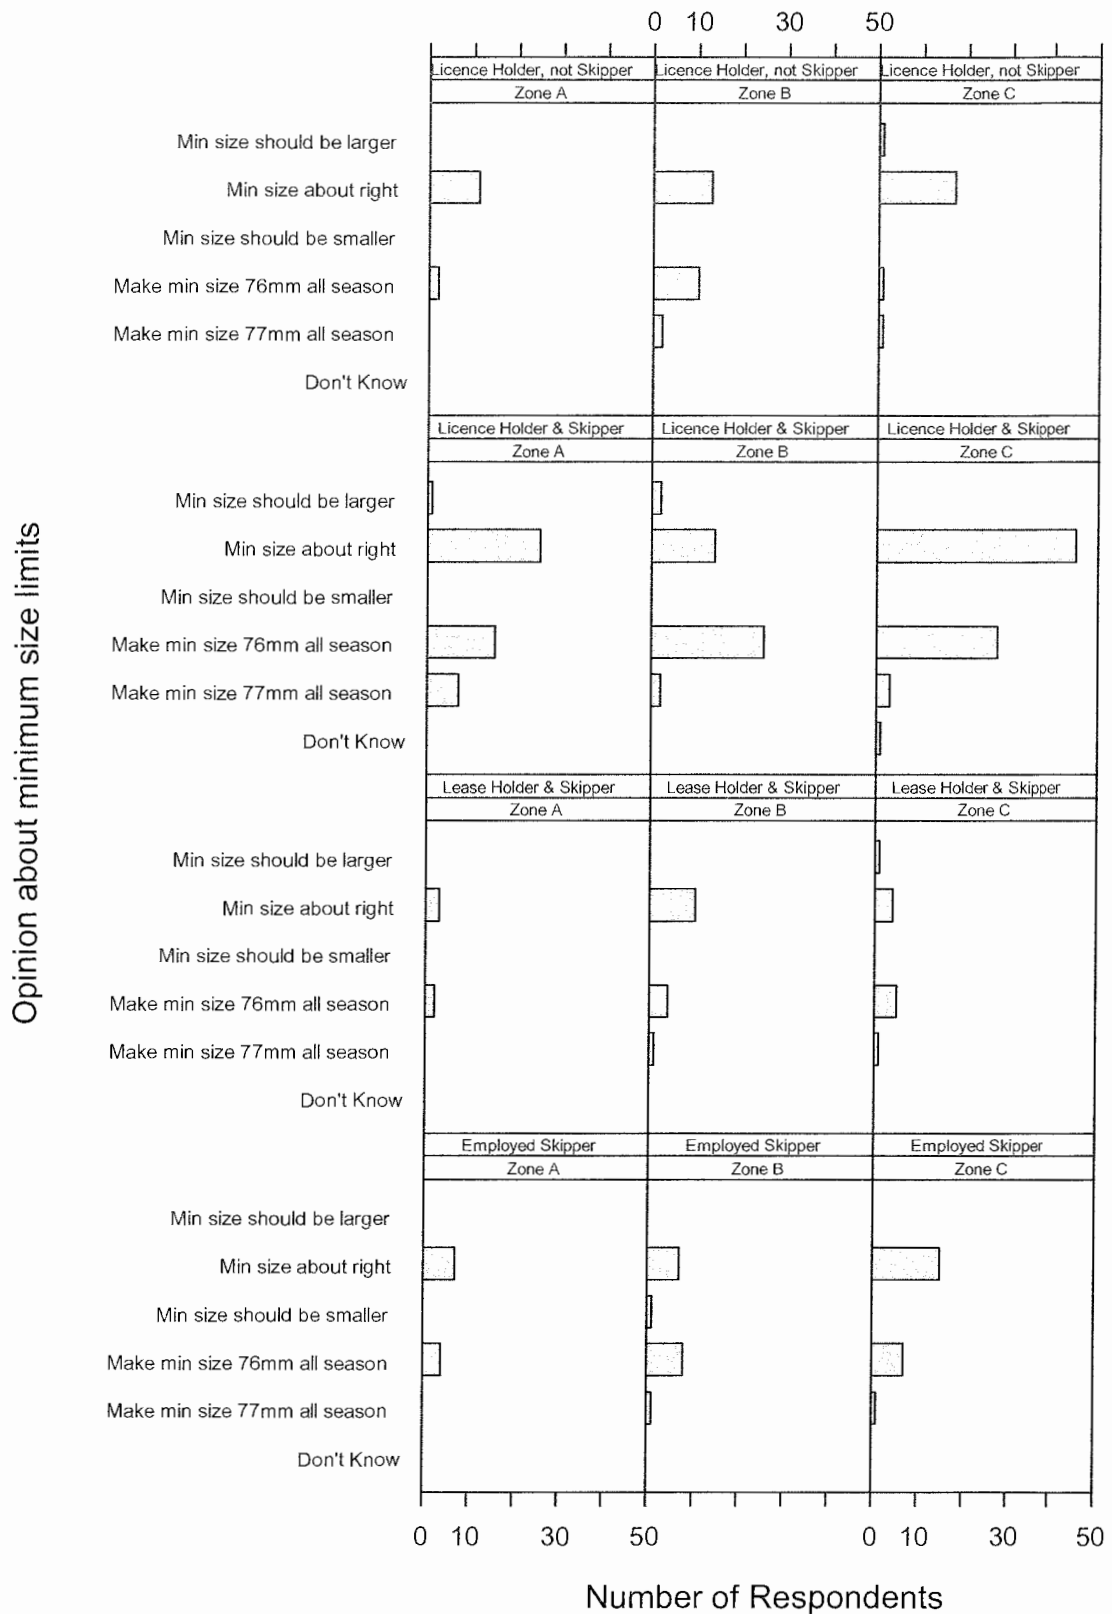 0 10 30 50
Licence Holder, not Skipper Licence Holder, not Skipper Licence Holder, not Skipper
Zone A Zone B Zone C
Min size should be larger
Min size about right
Min size should be smaller
Make min size 76mm all season
Make min size 77mm all season
Don't Know
Licence Holder & Skipper Licence Holder & Skipper Licence Holder & Skipper
Zone A Zone B Zone C
Min size should be larger
Min size about right
Min size should be smaller
Make min size 76mm all season
Make min size 77mm all season
Don't Know
Lease Holder & Skipper Lease Holder & Skipper Lease Holder & Skipper
Zone A Zone B Zone C
Min size should be larger
Min size about right
Min size should be smaller
Make min size 76mm all season
Make min size 77mm all season
Don't Know
Employed Skipper Employed Skipper Employed Skipper
Zone A Zone B Zone C
Min size should be larger
Min size about right
Min size should be smaller
Make min size 76mm all season
Make min size 77mm all season
Don't Know
0 10 30 50 0 10 30 50
Number of Respondents
Opinion about minimum size limits